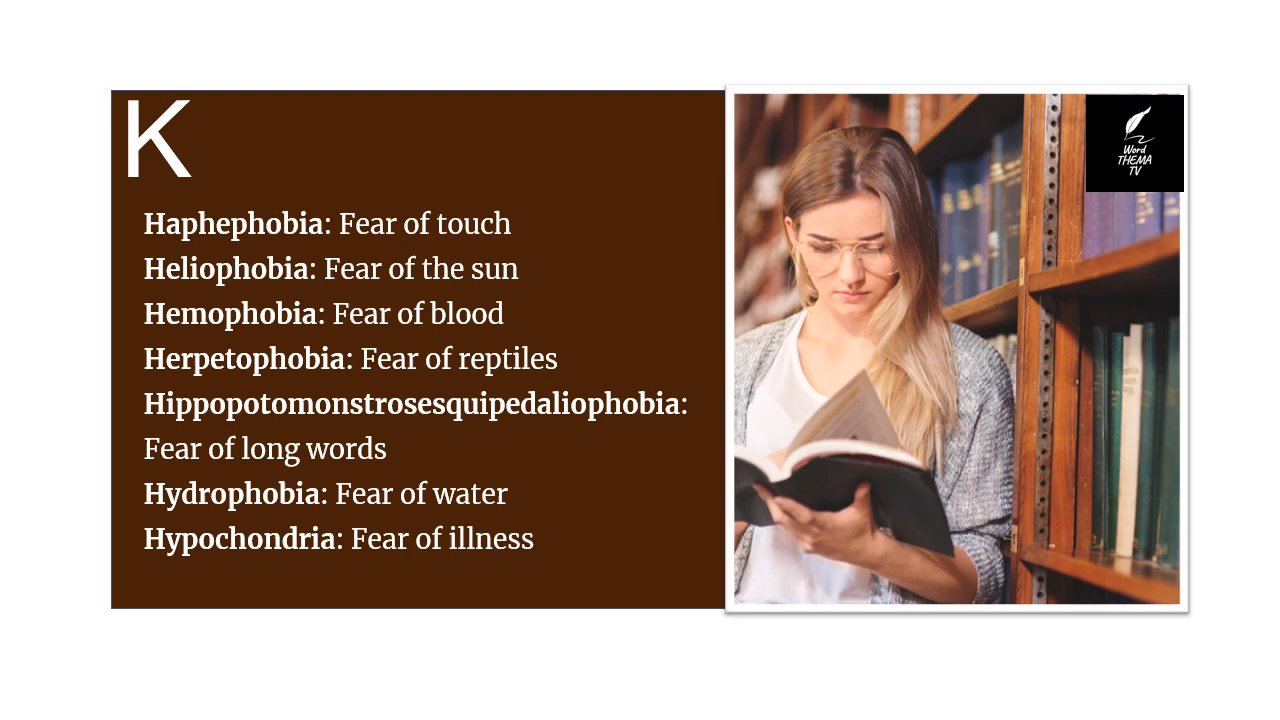 K
Haphephobia: Fear of touch
Heliophobia: Fear of the sun
Hemophobia: Fear of blood
Herpetophobia: Fear of reptiles
Hippopotomonstrosesquipedaliophobia:
Fear of long words
Hydrophobia: Fear of water
Hypochondria: Fear of illness
Word
THEMA
TV